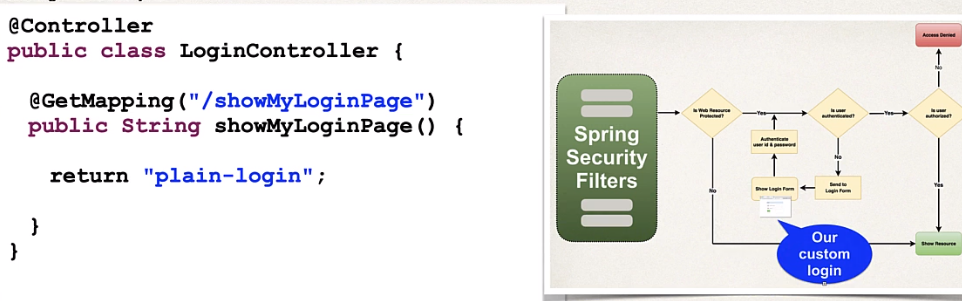 @Controller
public class LoginController {
@GetMapping("/showMyLoginPage")
public String showMyLoginPage() {
return "plain-login";
}
}
Spring
Security
Filters
Is Web Resource
Protected?
Yes
No
Authenticate
user id & password
Show Login Form
Send to
Login Form
Is user
authenticated?
No
Yes
Is user
authorized?
No
Access Denied
Yes
Show Resource
Our
custom
login